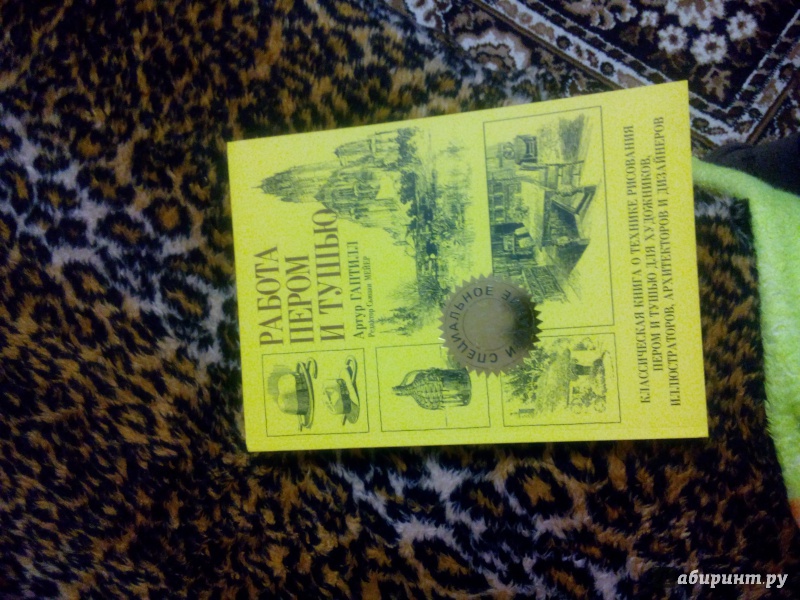 РАБОТА
ПЕРОМ
И ТУШЬЮ
Артур ГАПТИЛЛ
Редактор Сьюзан МЕЙЕР
СПЕЦИАЛЬНОЕ
КЛАССИЧЕСКАЯ КНИГА О ТЕХНИКЕ РИСОВАНИЯ
ПЕРОМ И ТУШЬЮ ДЛЯ ХУДОЖНИКОВ,
ИЛЛЮСТРАТОРОВ, АРХИТЕКТОРОВ И ДИЗАЙНЕРОВ
абиринт.ру